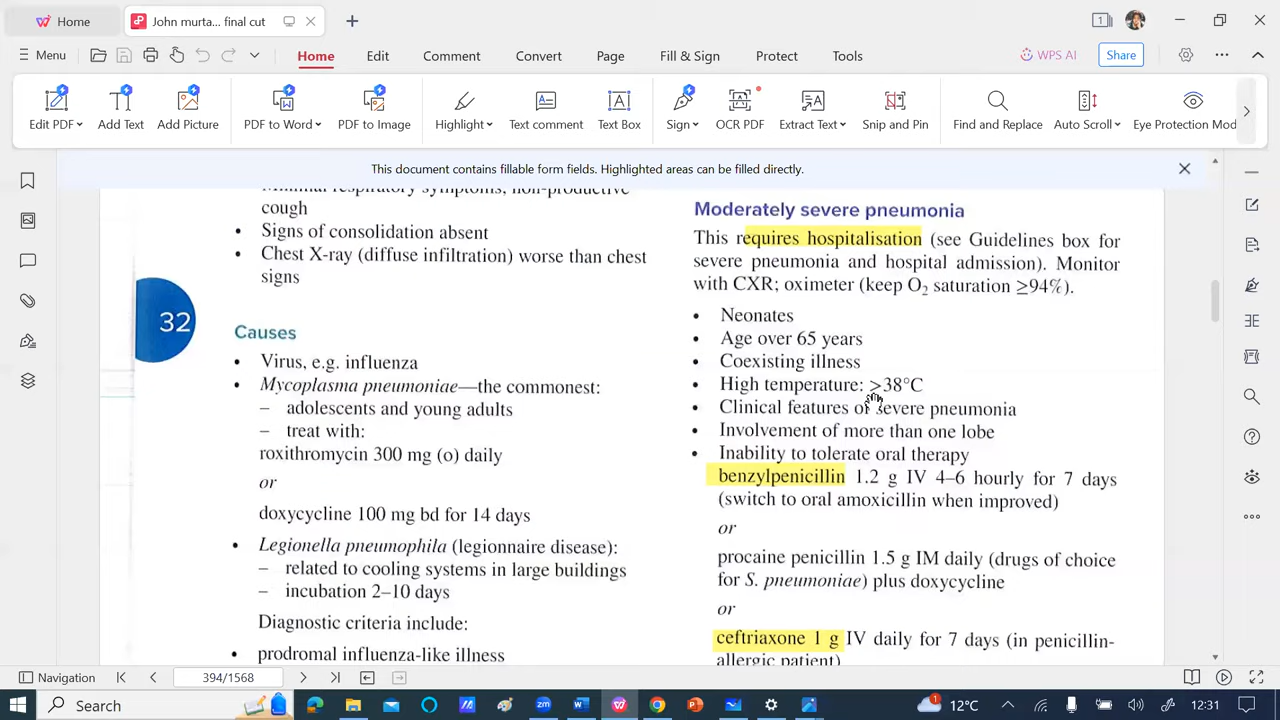 Home
John murta... final cut
1
Menu
Home
Edit
Comment
Convert
Page
Fill & Sign
Protect
Tools
WPS AI
Share
Edit PDF
Add Text
Add Picture
PDF to Word
PDF to Image
Highlight
Text comment
Text Box
Sign
OCR PDF
Extract Text
Snip and Pin
Find and Replace
Auto Scroll
Eye Protection Mod
This document contains fillable form fields. Highlighted areas can be filled directly.
Minimal respiratory symptoms, non-productive
cough
• Signs of consolidation absent
• Chest X-ray (diffuse infiltration) worse than chest
signs
32
Causes
• Virus, e.g. influenza
• Mycoplasma pneumoniae—the commonest:
– adolescents and young adults
– treat with:
roxithromycin 300 mg (o) daily
or
doxycycline 100 mg bd for 14 days
• Legionella pneumophila (legionnaire disease):
– related to cooling systems in large buildings
– incubation 2–10 days
Diagnostic criteria include:
• prodromal influenza-like illness
Moderately severe pneumonia
This requires hospitalisation (see Guidelines box for
severe pneumonia and hospital admission). Monitor
with CXR; oximeter (keep O₂ saturation ≥94%).
• Neonates
• Age over 65 years
• Coexisting illness
• High temperature: >38°C
• Clinical features of severe pneumonia
• Involvement of more than one lobe
• Inability to tolerate oral therapy
benzylpenicillin 1.2 g IV 4–6 hourly for 7 days
(switch to oral amoxicillin when improved)
or
procaine penicillin 1.5 g IM daily (drugs of choice
for S. pneumoniae) plus doxycycline
or
ceftriaxone 1 g IV daily for 7 days (in penicillin-
allergic patient)
Navigation
394/1568
Search
zm
1
12°C
12:31